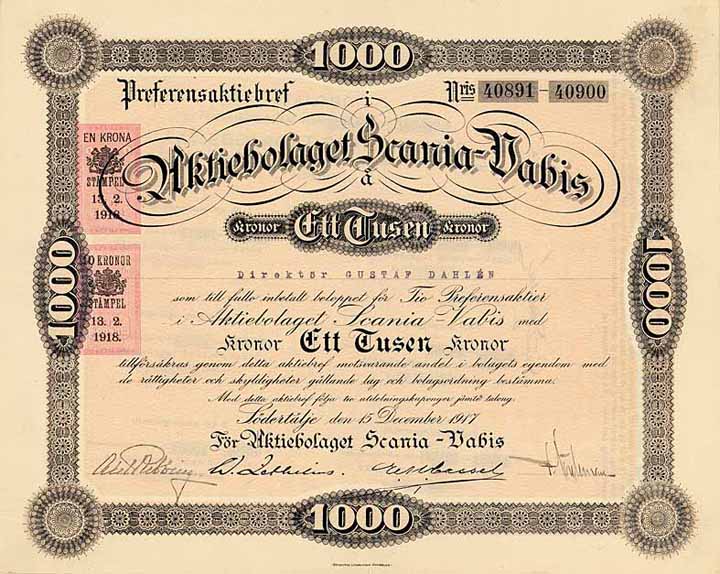 1000
Preferensaktiebref
i
Nris 40891-40900
Aktiebolaget Scania-Vabis
EN KRONA
STÄMPEL
13. 2.
1918
à
Kronor Ett Tusen Kronor
10 KRONOR
STÄMPEL
13. 2.
1918.
1000
1000
Direktör GUSTAF DAHLÉN
som till fullo inbetalt beloppet för Tio Preferensaktier
i Aktiebolaget Scania-Vabis med
Kronor Ett Tusen Kronor
tillförsäkras genom detta aktiebref motsvarande andel i bolagets egendom med
de rättigheter och skyldigheter gällande lag och bolagsordning bestämma.
Med detta aktiebref följa tio utdelningskuponger jämte talong.
Södertälje den 15 December 1917
För Aktiebolaget Scania-Vabis
1000